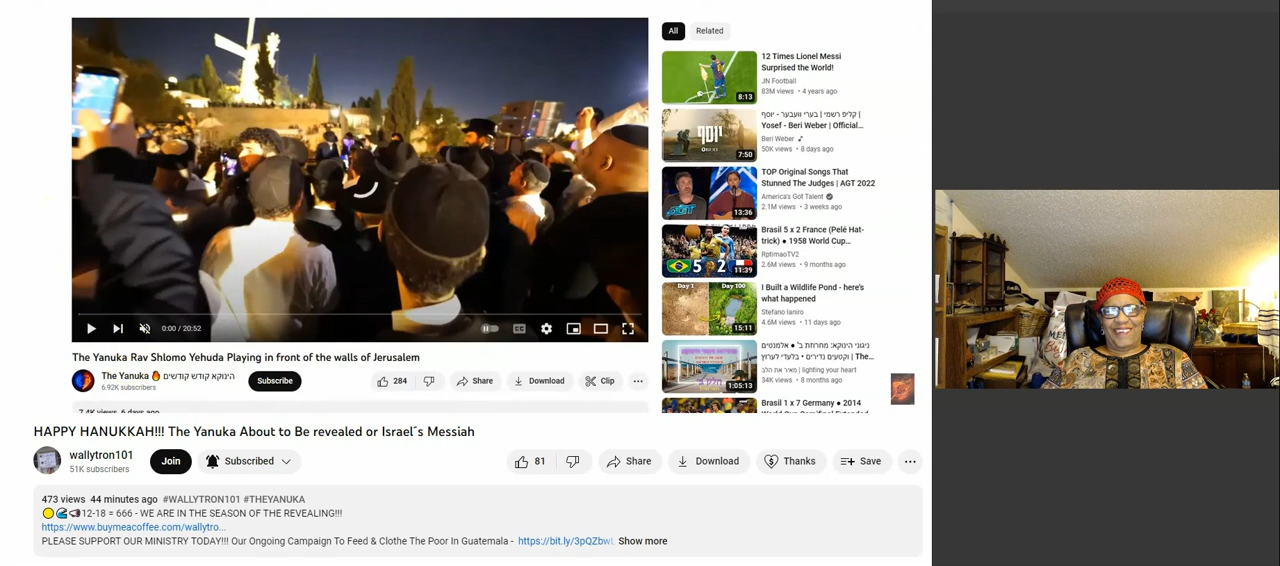 All
Related
12 Times Lionel Messi
Surprised the World!
JN Football
83M views • 4 years ago
8:13
קליפ רשמי | בערי וועבער - יוסף |
Yosef - Beri Weber | Official...
Beri Weber
50K views • 8 days ago
יוסף
7:50
TOP Original Songs That
Stunned The Judges | AGT 2022
America's Got Talent
2.1M views • 3 weeks ago
AGT
13:36
Brasil 5 x 2 France (Pelé Hat-
trick) ● 1958 World Cup...
RptimaoTV2
2.6M views • 9 months ago
5 2
11:39
I Built a Wildlife Pond - here's
what happened
Stefano Ianiro
4.6M views • 11 days ago
Day 1 Day 100
15:11
ניגוני הינוקא: מחרוזת ב' ● אלמנטים
וקטעים נדירים • בלעדי לערוץ | The...
מאיר את הלב | lighting your heart
34K views • 8 months ago
1:05:13
Brasil 1 x 7 Germany ● 2014
0:00 / 20:52
CC
The Yanuka Rav Shlomo Yehuda Playing in front of the walls of Jerusalem
The Yanuka הינוקא קודש קודשים
6.92K subscribers
Subscribe
284
Share
Download
Clip
7.4K views 6 days ago
HAPPY HANUKKAH!!! The Yanuka About to Be revealed or Israel´s Messiah
wallytron101
51K subscribers
Join
Subscribed
81
Share
Download
Thanks
Save
473 views 44 minutes ago #WALLYTRON101 #THEYANUKA
12-18 = 666 - WE ARE IN THE SEASON OF THE REVEALING!!!
https://www.buymeacoffee.com/wallytro...
PLEASE SUPPORT OUR MINISTRY TODAY!!! Our Ongoing Campaign To Feed & Clothe The Poor In Guatemala - https://bit.ly/3pQZbwL Show more